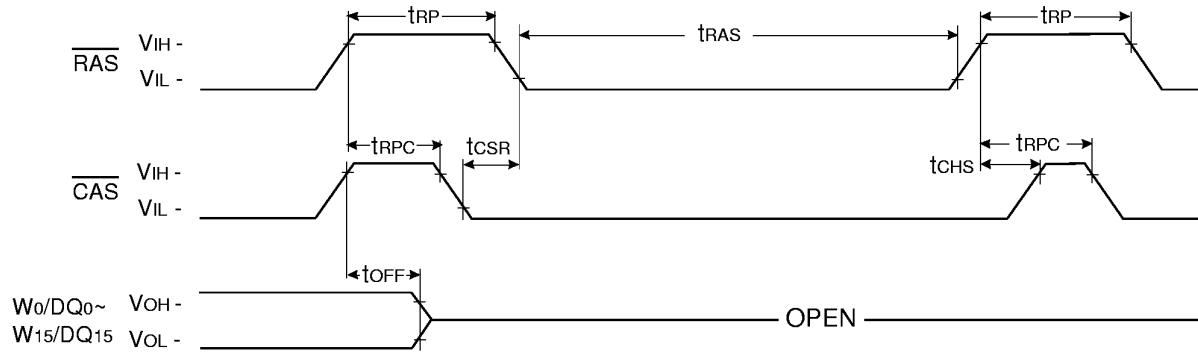 tRP
tRAS
tRP
RAS
VIH -
VIL -
tRPC
tCSR
tRPC
tCHS
CAS
VIH -
VIL -
tOFF
W0/DQ0~
W15/DQ15
VOH -
VOL -
OPEN